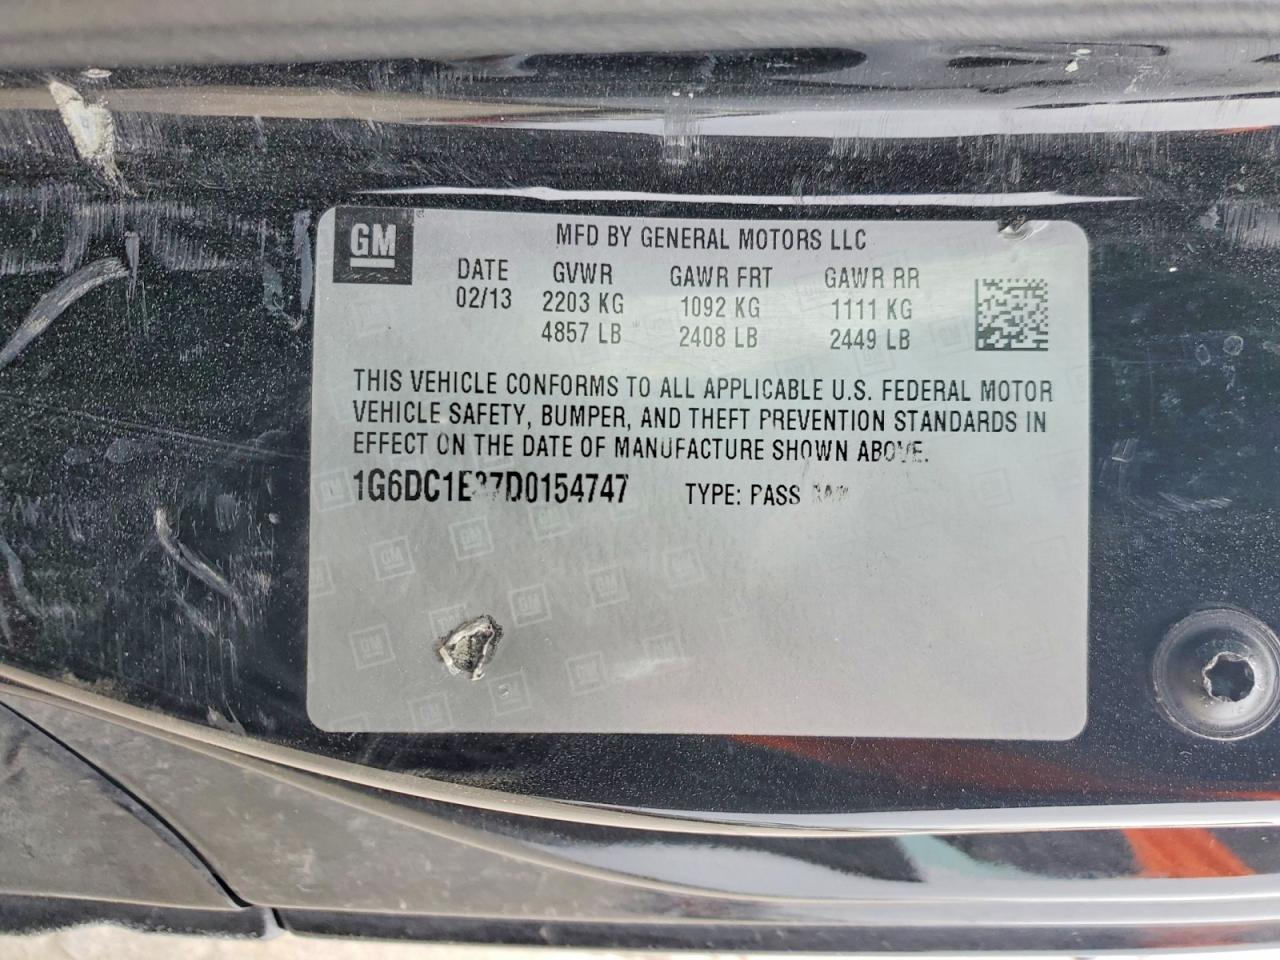 GM
MFD BY GENERAL MOTORS LLC
DATE GVWR GAWR FRT GAWR RR
02/13 2203 KG 1092 KG 1111 KG
4857 LB 2408 LB 2449 LB
THIS VEHICLE CONFORMS TO ALL APPLICABLE U.S. FEDERAL MOTOR
VEHICLE SAFETY, BUMPER, AND THEFT PREVENTION STANDARDS IN
EFFECT ON THE DATE OF MANUFACTURE SHOWN ABOVE.
TYPE: PASS